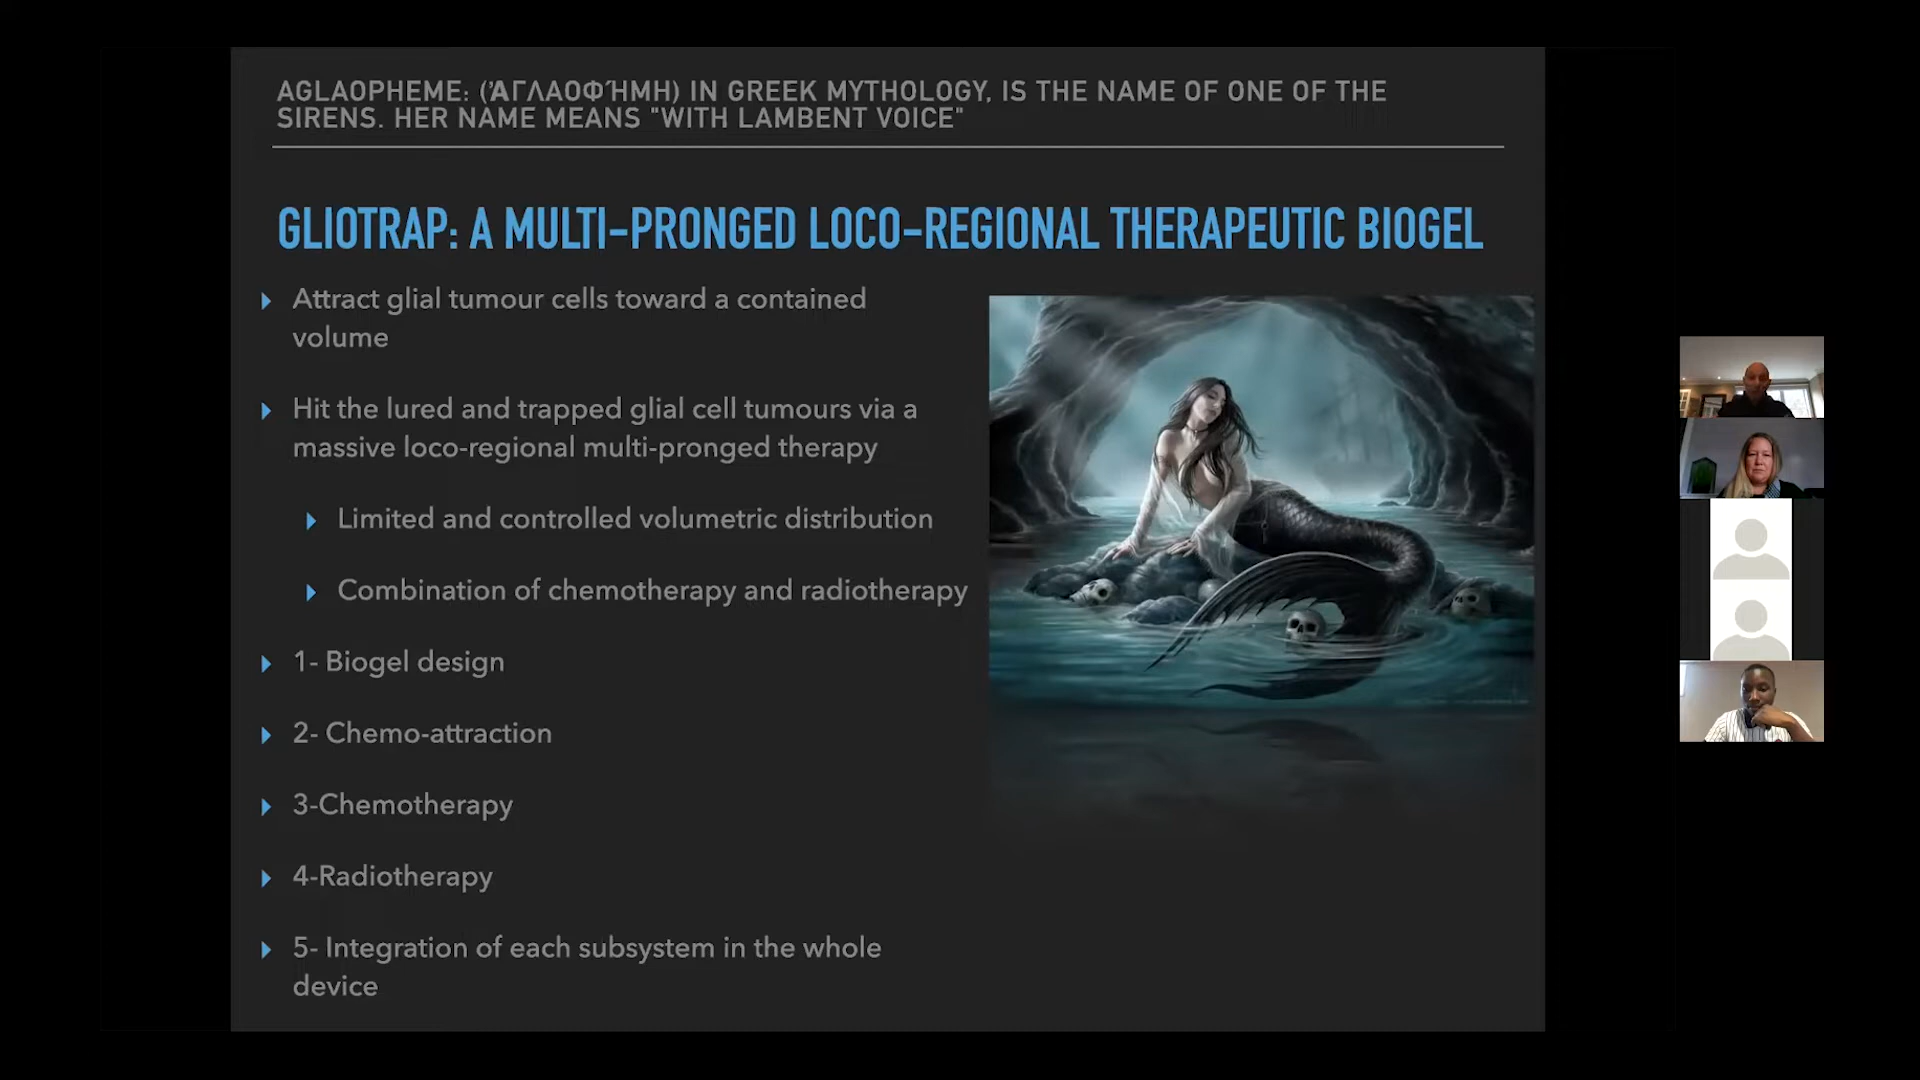 AGLAOPHEME: (ἈΓΛΑΟΦΉΜΗ) IN GREEK MYTHOLOGY, IS THE NAME OF ONE OF THE
SIRENS. HER NAME MEANS "WITH LAMBENT VOICE"
GLIOTRAP: A MULTI-PRONGED LOCO-REGIONAL THERAPEUTIC BIOGEL
Attract glial tumour cells toward a contained
volume
Hit the lured and trapped glial cell tumours via a
massive loco-regional multi-pronged therapy
Limited and controlled volumetric distribution
Combination of chemotherapy and radiotherapy
1- Biogel design
2- Chemo-attraction
3-Chemotherapy
4-Radiotherapy
5- Integration of each subsystem in the whole
device